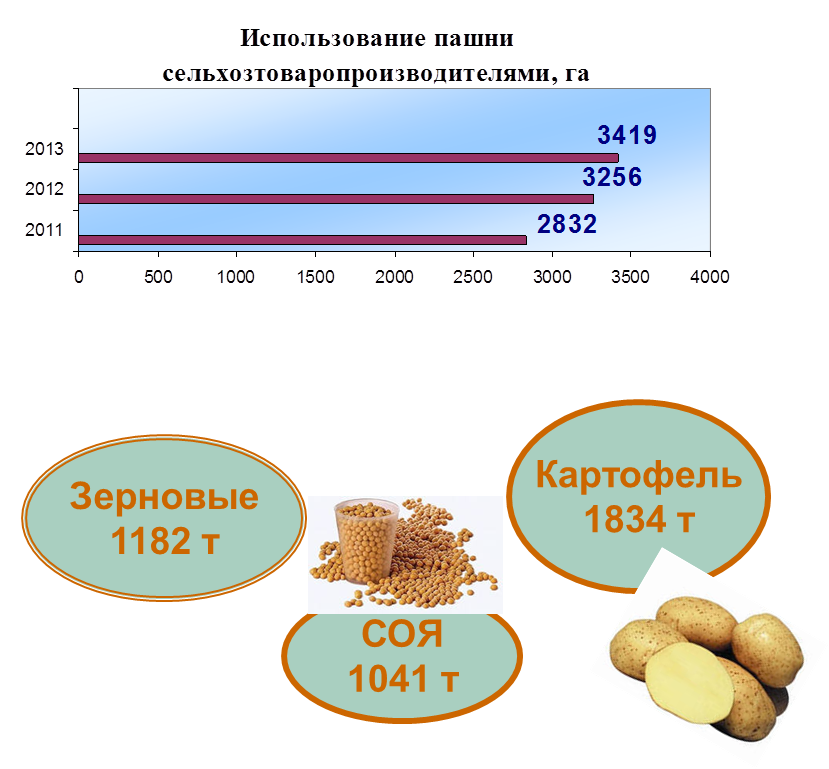 Использование пашни
сельхозтоваропроизводителями, га
2013
3419
2012
3256
2011
2832
0 500 1000 1500 2000 2500 3000 3500 4000
Зерновые
1182 т
Картофель
1834 т
СОЯ
1041 т